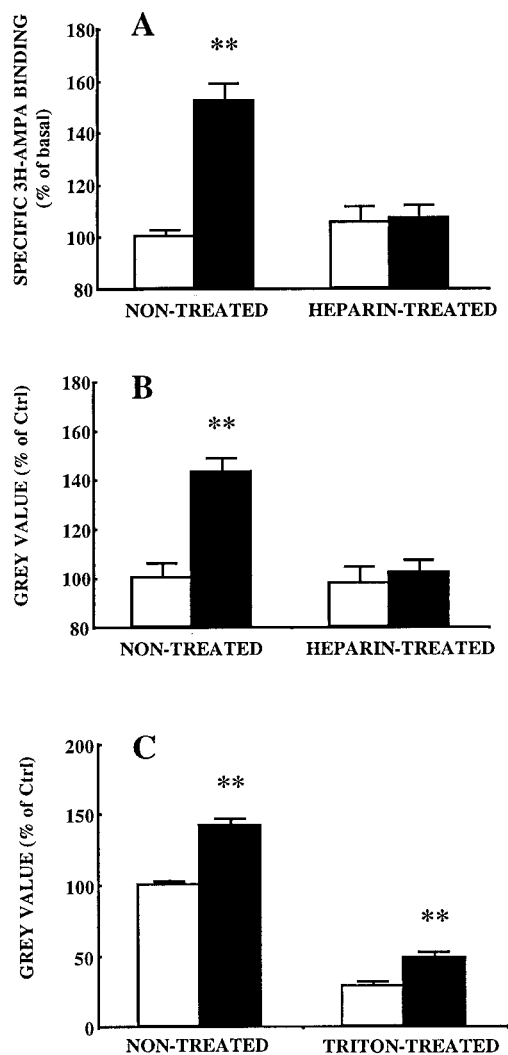 A
SPECIFIC 3H-AMPA BINDING
(% of basal)
180
160
140
120
100
80
**
NON-TREATED HEPARIN-TREATED
B
GREY VALUE (% of Ctrl)
180
160
140
120
100
80
**
NON-TREATED HEPARIN-TREATED
C
GREY VALUE (% of Ctrl)
200
150
100
50
0
**
**
NON-TREATED TRITON-TREATED